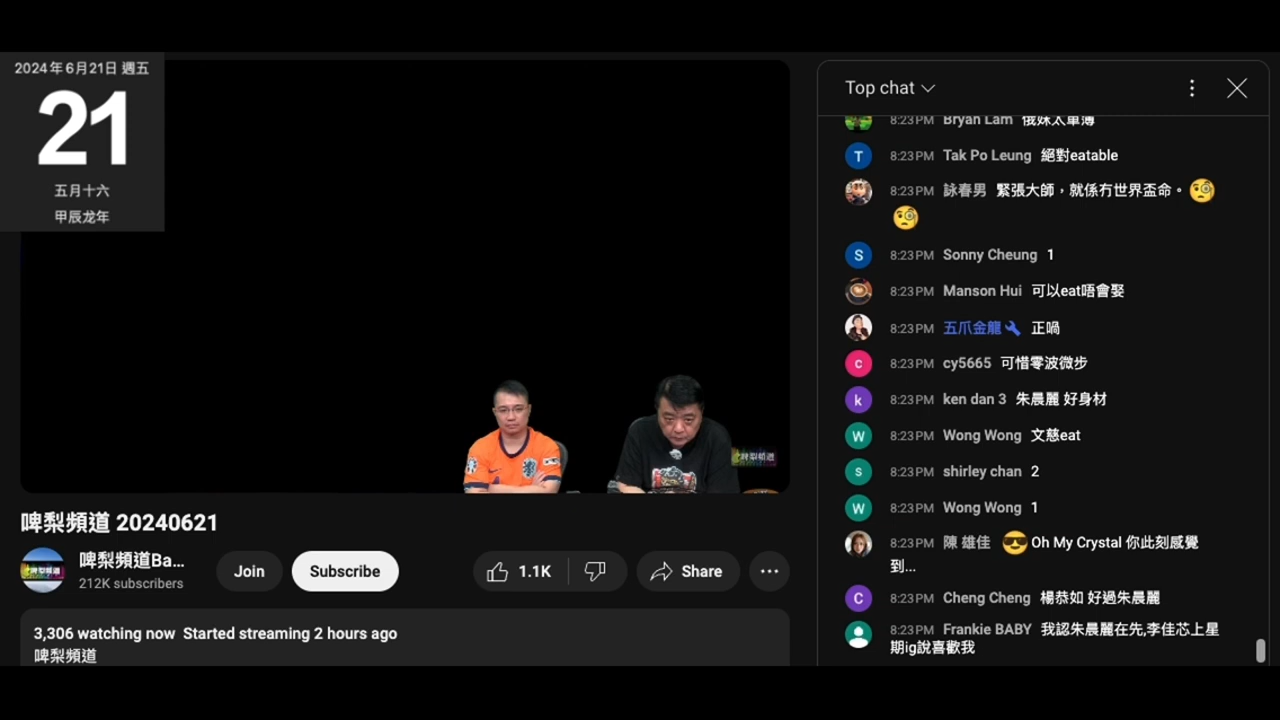 2024年6月21日 週五
21
五月十六
甲辰龙年
啤梨頻道
啤梨頻道 20240621
啤梨頻道Ba...
212K subscribers
Join
Subscribe
1.1K
Share
3,306 watching now Started streaming 2 hours ago
啤梨頻道
Top chat
8:23PM Bryan Lam 俄妹太單薄
T
8:23PM Tak Po Leung 絕對eatable
8:23PM 詠春男 緊張大師，就係冇世界盃命。🧐
🧐
S
8:23PM Sonny Cheung 1
8:23PM Manson Hui 可以eat唔會娶
8:23PM 五爪金龍 正喎
c
8:23PM cy5665 可惜零波微步
k
8:23PM ken dan 3 朱晨麗 好身材
W
8:23PM Wong Wong 文慈eat
s
8:23PM shirley chan 2
W
8:23PM Wong Wong 1
8:23PM 陳 雄佳 😎Oh My Crystal 你此刻感覺
到...
C
8:23PM Cheng Cheng 楊恭如 好過朱晨麗
8:23PM Frankie BABY 我認朱晨麗在先,李佳芯上星
期ig說喜歡我